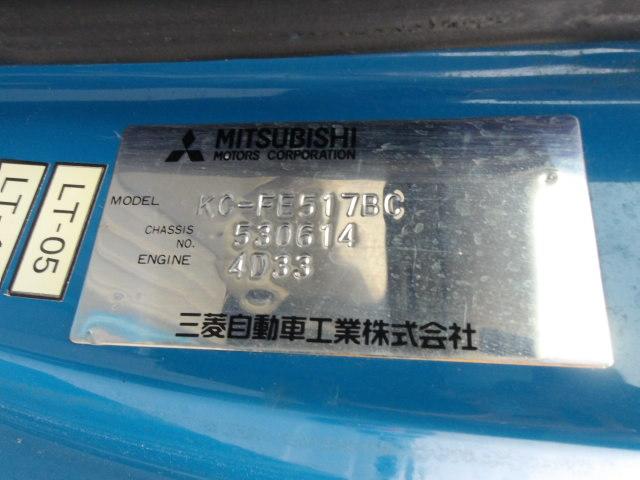 MITSUBISHI
MOTORS CORPORATION
MODEL KC-FE517BC
CHASSIS NO. 530614
ENGINE 4D33
三菱自動車工業株式会社
LT-05